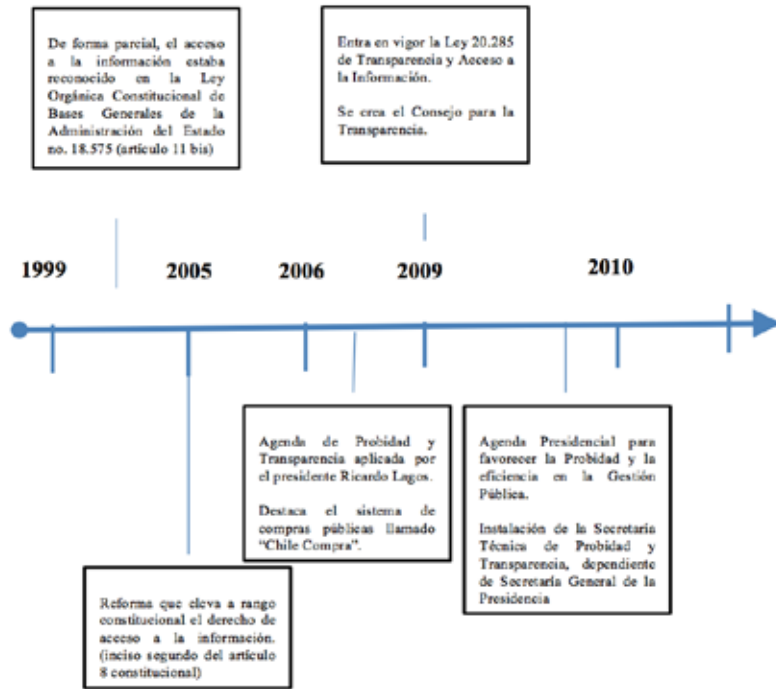 De forma parcial, el acceso
a la información estaba
reconocido en la Ley
Orgánica Constitucional de
Bases Generales de la
Administración del Estado
no. 18.575 (artículo 11 bis)
Entra en vigor la Ley 20.285
de Transparencia y Acceso a
la Información.
Se crea el Consejo para la
Transparencia.
1999
2005
2006
2009
2010
Agenda de Probidad y
Transparencia aplicada por
el presidente Ricardo Lagos.
Destaca el sistema de
compras públicas llamado
“Chile Compra”.
Agenda Presidencial para
favorecer la Probidad y la
eficiencia en la Gestión
Pública.
Instalación de la Secretaría
Técnica de Probidad y
Transparencia, dependiente
de Secretaría General de la
Presidencia
Reforma que eleva a rango
constitucional el derecho de
acceso a la información.
(inciso segundo del artículo
8 constitucional)